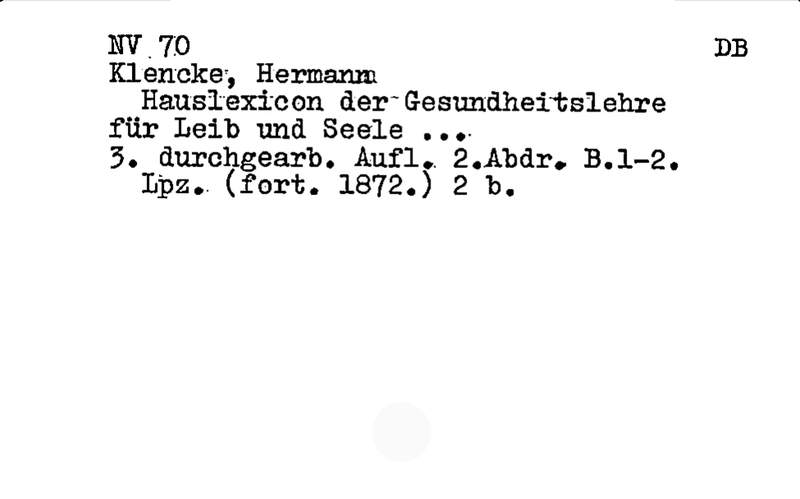 NV 70 DB
Klencke, Hermann
Hauslexicon der Gesundheitslehre
für Leib und Seele ...
3. durchgearb. Aufl. 2.Abdr. B.1-2.
Lpz. (fort. 1872.) 2 b.